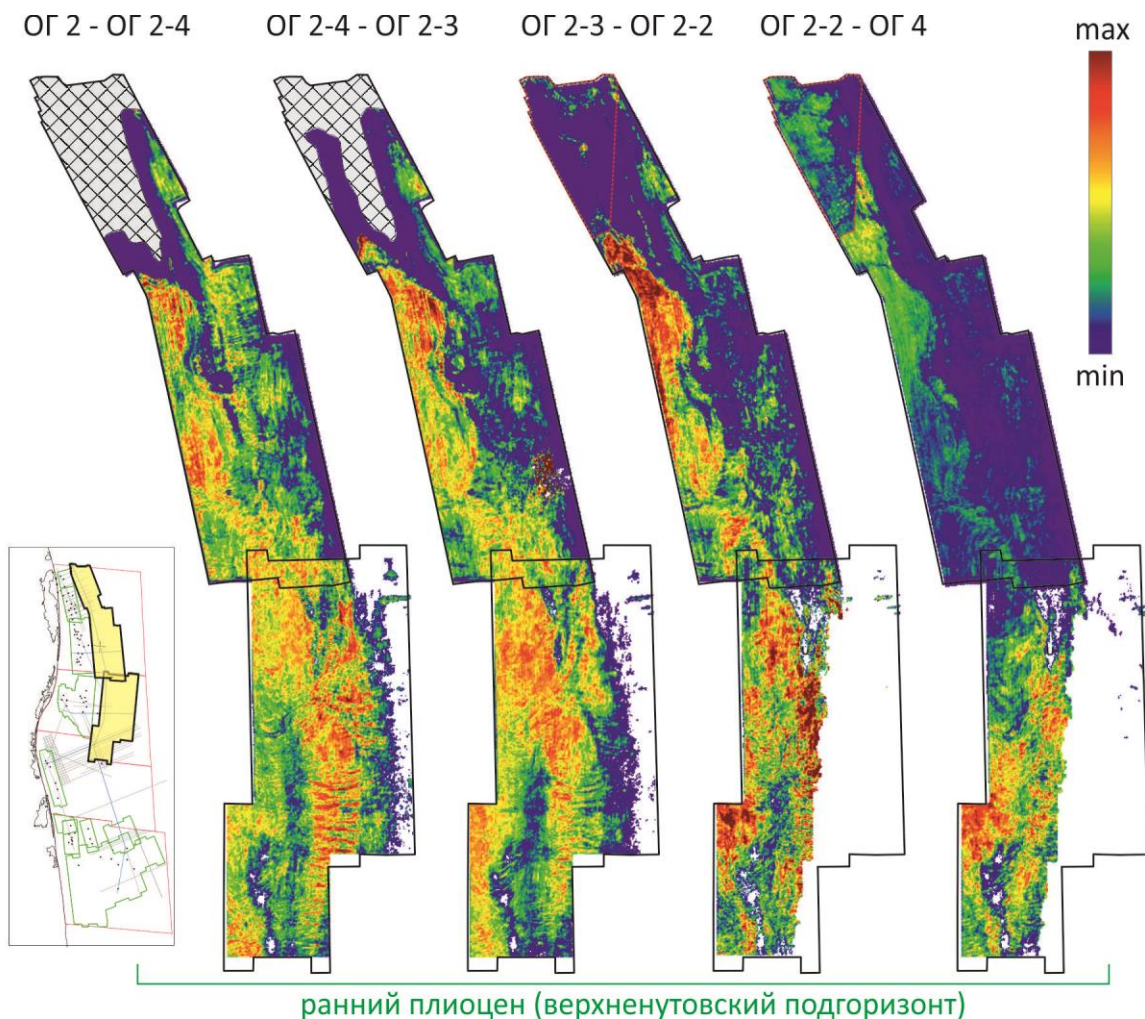 ОГ 2 - ОГ 2-4 ОГ 2-4 - ОГ 2-3 ОГ 2-3 - ОГ 2-2 ОГ 2-2 - ОГ 4
max
min
ранний плиоцен (верхненутовский подгоризонт)